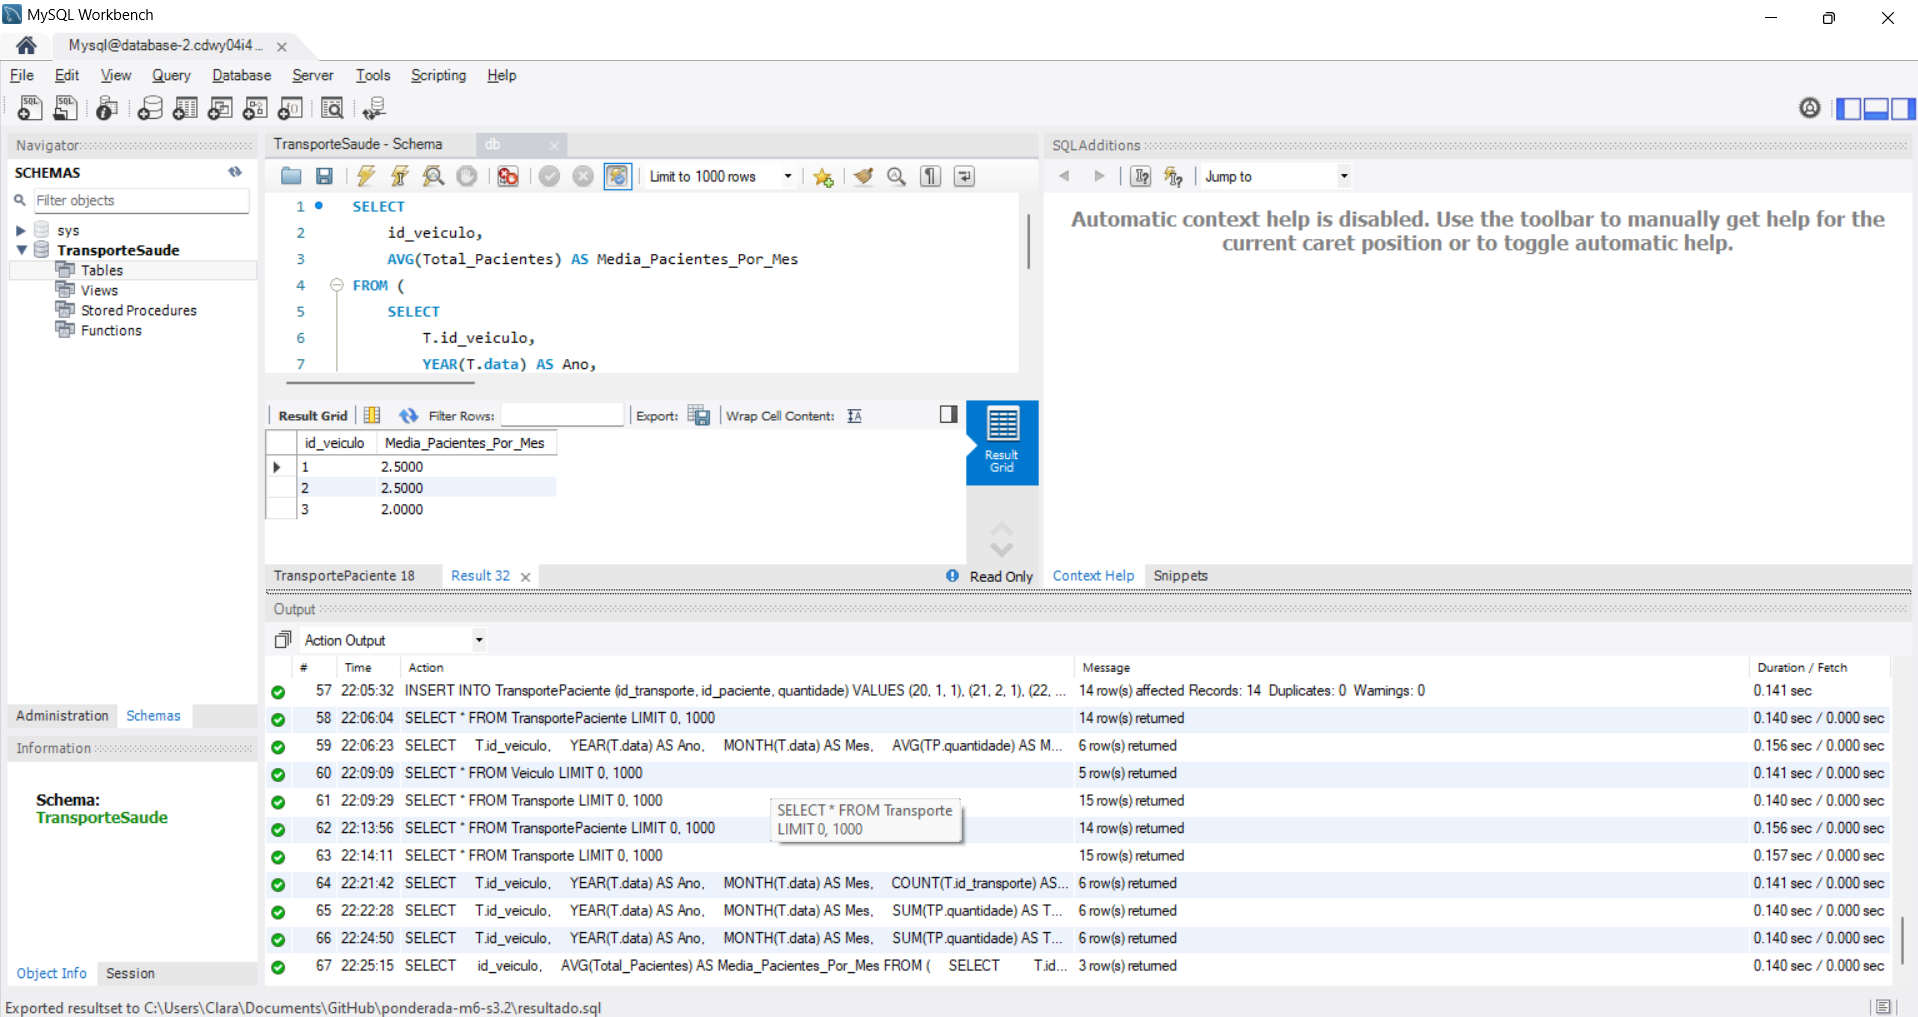 MySQL Workbench
Mysql@database-2.cdwy04i4...
File Edit View Query Database Server Tools Scripting Help
Navigator
SCHEMAS
Filter objects
sys
TransporteSaude
Tables
Views
Stored Procedures
Functions
Administration Schemas
Information
Schema:
TransporteSaude
Object Info Session
TransporteSaude - Schema db
Limit to 1000 rows
1 SELECT
2 id_veiculo,
3 AVG(Total_Pacientes) AS Media_Pacientes_Por_Mes
4 FROM (
5 SELECT
6 T.id_veiculo,
7 YEAR(T.data) AS Ano,
Result Grid Filter Rows: Export: Wrap Cell Content:
id_veiculo Media_Pacientes_Por_Mes
1 2.5000
2 2.5000
3 2.0000
Result
Grid
TransportePaciente 18 Result 32 Read Only
SQLAdditions
Jump to
Automatic context help is disabled. Use the toolbar to manually get help for the
current caret position or to toggle automatic help.
Context Help Snippets
Output
Action Output
# Time Action Message Duration / Fetch
57 22:05:32 INSERT INTO TransportePaciente (id_transporte, id_paciente, quantidade) VALUES (20, 1, 1), (21, 2, 1), (22, ... 14 row(s) affected Records: 14 Duplicates: 0 Warnings: 0 0.141 sec
58 22:06:04 SELECT * FROM TransportePaciente LIMIT 0, 1000 14 row(s) returned 0.140 sec / 0.000 sec
59 22:06:23 SELECT T.id_veiculo, YEAR(T.data) AS Ano, MONTH(T.data) AS Mes, AVG(TP.quantidade) AS M... 6 row(s) returned 0.156 sec / 0.000 sec
60 22:09:09 SELECT * FROM Veiculo LIMIT 0, 1000 5 row(s) returned 0.141 sec / 0.000 sec
61 22:09:29 SELECT * FROM Transporte LIMIT 0, 1000 15 row(s) returned 0.140 sec / 0.000 sec
SELECT * FROM Transporte
LIMIT 0, 1000
62 22:13:56 SELECT * FROM TransportePaciente LIMIT 0, 1000 14 row(s) returned 0.156 sec / 0.000 sec
63 22:14:11 SELECT * FROM Transporte LIMIT 0, 1000 15 row(s) returned 0.157 sec / 0.000 sec
64 22:21:42 SELECT T.id_veiculo, YEAR(T.data) AS Ano, MONTH(T.data) AS Mes, COUNT(T.id_transporte) AS... 6 row(s) returned 0.141 sec / 0.000 sec
65 22:22:28 SELECT T.id_veiculo, YEAR(T.data) AS Ano, MONTH(T.data) AS Mes, SUM(TP.quantidade) AS T... 6 row(s) returned 0.140 sec / 0.000 sec
66 22:24:50 SELECT T.id_veiculo, YEAR(T.data) AS Ano, MONTH(T.data) AS Mes, SUM(TP.quantidade) AS T... 6 row(s) returned 0.140 sec / 0.000 sec
67 22:25:15 SELECT id_veiculo, AVG(Total_Pacientes) AS Media_Pacientes_Por_Mes FROM ( SELECT T.id... 3 row(s) returned 0.140 sec / 0.000 sec
Exported resultset to C:\Users\Clara\Documents\GitHub\ponderada-m6-s3.2\resultado.sql